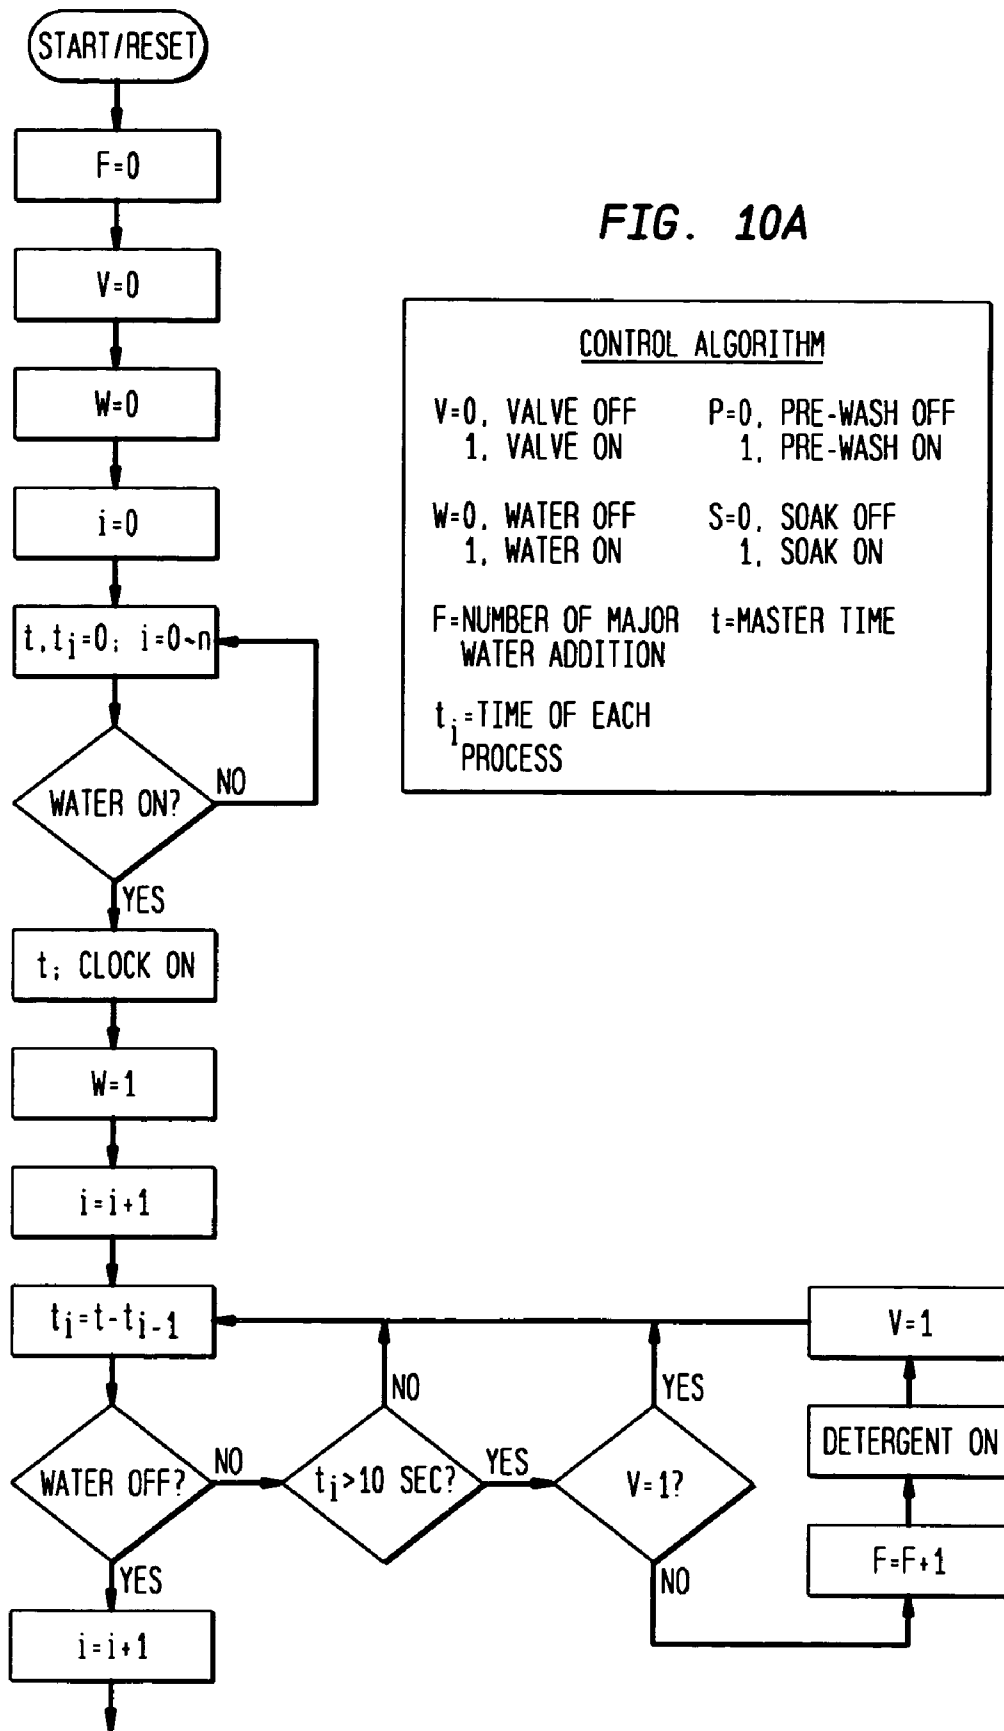 START/RESET
F=0
V=0
W=0
i=0
t, ti=0; i=0~n
WATER ON?
NO
YES
t; CLOCK ON
W=1
i=i+1
ti=t-ti-1
WATER OFF?
NO
YES
i=i+1
ti>10 SEC?
NO
YES
V=1?
YES
NO
F=F+1
DETERGENT ON
V=1
FIG. 10A
CONTROL ALGORITHM
V=0, VALVE OFF
1, VALVE ON
P=0, PRE-WASH OFF
1, PRE-WASH ON
W=0, WATER OFF
1, WATER ON
S=0, SOAK OFF
1, SOAK ON
F=NUMBER OF MAJOR
WATER ADDITION
t=MASTER TIME
ti=TIME OF EACH
PROCESS